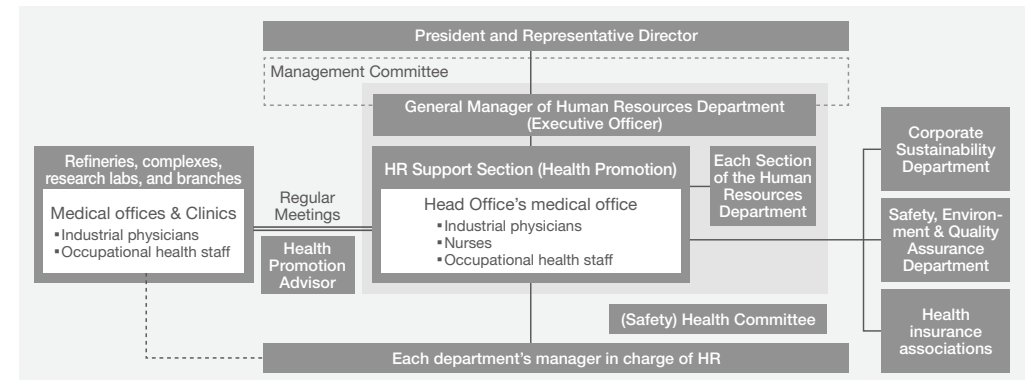 President and Representative Director
Management Committee
General Manager of Human Resources Department
(Executive Officer)
Refineries, complexes,
research labs, and branches
Medical offices & Clinics
▪Industrial physicians
▪Occupational health staff
Regular
Meetings
Health
Promotion
Advisor
HR Support Section (Health Promotion)
Head Office's medical office
▪Industrial physicians
▪Nurses
▪Occupational health staff
Each Section
of the Human
Resources
Department
Corporate
Sustainability
Department
Safety, Environ-
ment & Quality
Assurance
Department
Health
insurance
associations
(Safety) Health Committee
Each department's manager in charge of HR